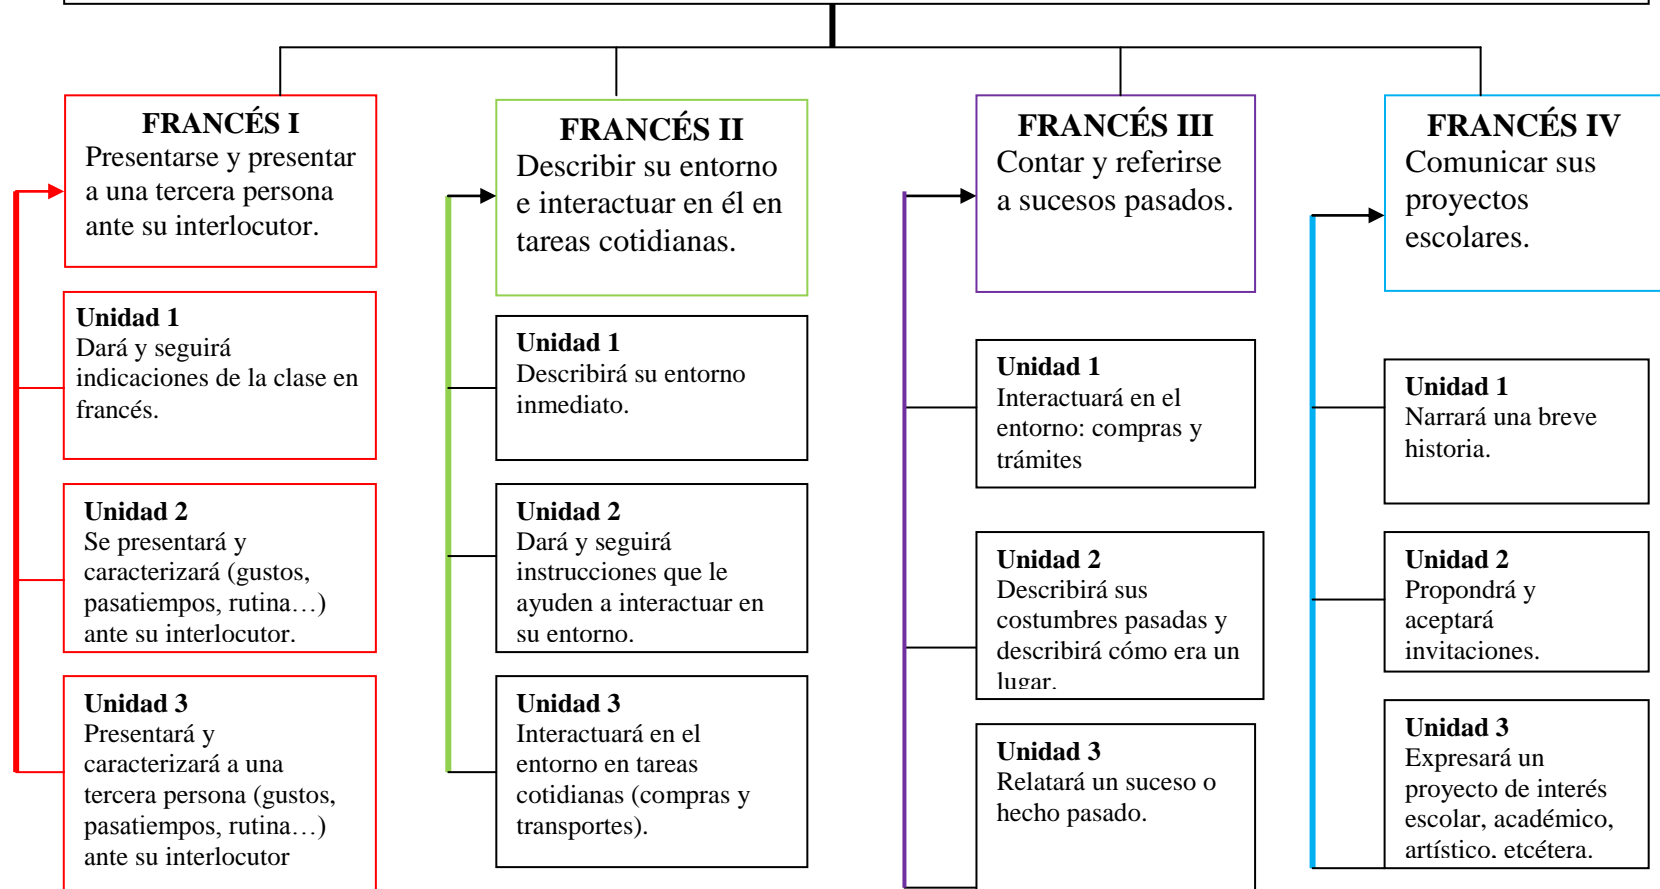 FRANCÉS I
Presentarse y presentar
a una tercera persona
ante su interlocutor.
Unidad 1
Dará y seguirá
indicaciones de la clase en
francés.
Unidad 2
Se presentará y
caracterizará (gustos,
pasatiempos, rutina…)
ante su interlocutor.
Unidad 3
Presentará y
caracterizará a una
tercera persona (gustos,
pasatiempos, rutina…)
ante su interlocutor
FRANCÉS II
Describir su entorno
e interactuar en él en
tareas cotidianas.
Unidad 1
Describirá su entorno
inmediato.
Unidad 2
Dará y seguirá
instrucciones que le
ayuden a interactuar en
su entorno.
Unidad 3
Interactuará en el
entorno en tareas
cotidianas (compras y
transportes).
FRANCÉS III
Contar y referirse
a sucesos pasados.
Unidad 1
Interactuará en el
entorno: compras y
trámites
Unidad 2
Describirá sus
costumbres pasadas y
describirá cómo era un
lugar.
Unidad 3
Relatará un suceso o
hecho pasado.
FRANCÉS IV
Comunicar sus
proyectos
escolares.
Unidad 1
Narrará una breve
historia.
Unidad 2
Propondrá y
aceptará
invitaciones.
Unidad 3
Expresará un
proyecto de interés
escolar, académico,
artístico, etcétera.